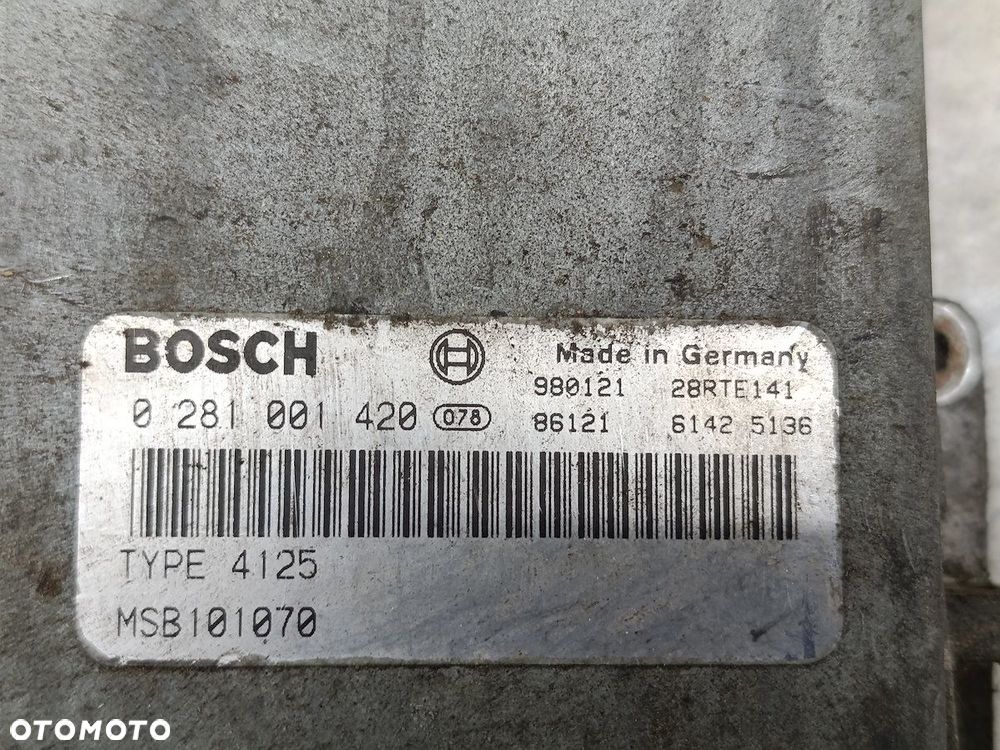 BOSCH
Made in Germany
980121 28RTE141
0 281 001 420 078
86121 6142 5136
TYPE 4125
MSB101070
OTOMOTO